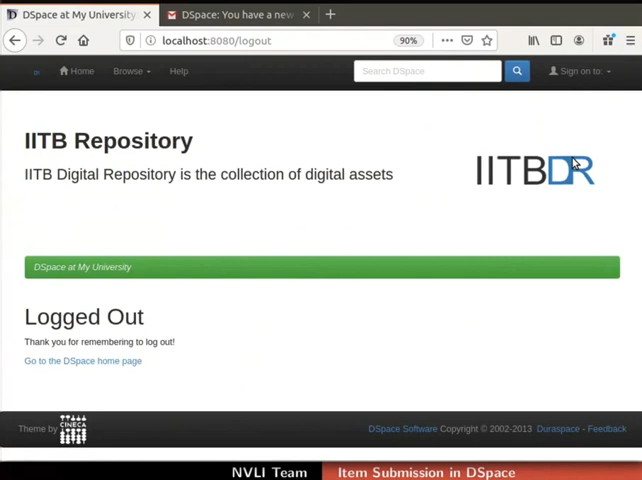 DSpace at My University
DSpace: You have a new
localhost:8080/logout
90%
Home
Browse
Help
Search DSpace
Sign on to:
IITB Repository
IITB Digital Repository is the collection of digital assets
IITBDR
DSpace at My University
Logged Out
Thank you for remembering to log out!
Go to the DSpace home page
Theme by CINECA
DSpace Software Copyright © 2002-2013 Duraspace - Feedback
NVLI Team
Item Submission in DSpace